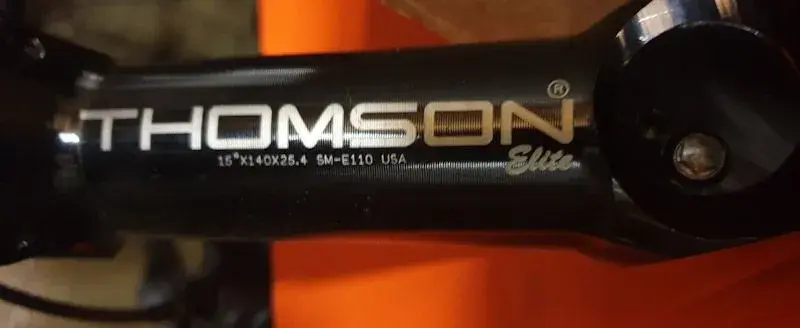 THOMSON®
15°X140X25.4 SM-E110 USA
Elite